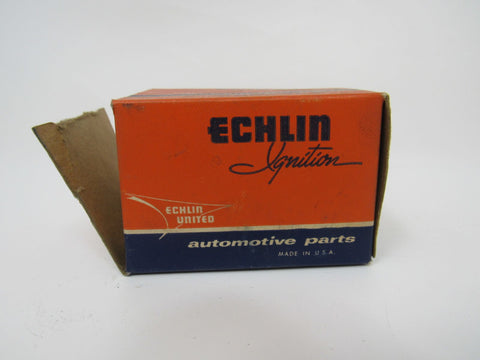 ECHLIN
Ignition
ECHLIN
UNITED
automotive parts
MADE IN U.S.A.